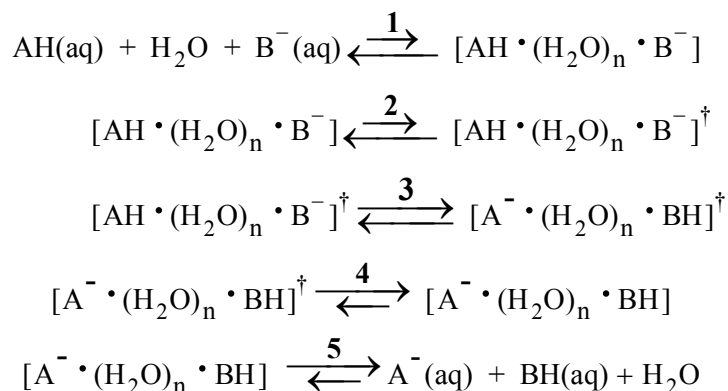 AH(aq) + H₂O + B⁻(aq) ⇌ 1 [AH · (H₂O)ₙ · B⁻]
[AH · (H₂O)ₙ · B⁻] ⇌ 2 [AH · (H₂O)ₙ · B⁻]†
[AH · (H₂O)ₙ · B⁻]† ⇌ 3 [A⁻ · (H₂O)ₙ · BH]†
[A⁻ · (H₂O)ₙ · BH]† ⇌ 4 [A⁻ · (H₂O)ₙ · BH]
[A⁻ · (H₂O)ₙ · BH] ⇌ 5 A⁻(aq) + BH(aq) + H₂O